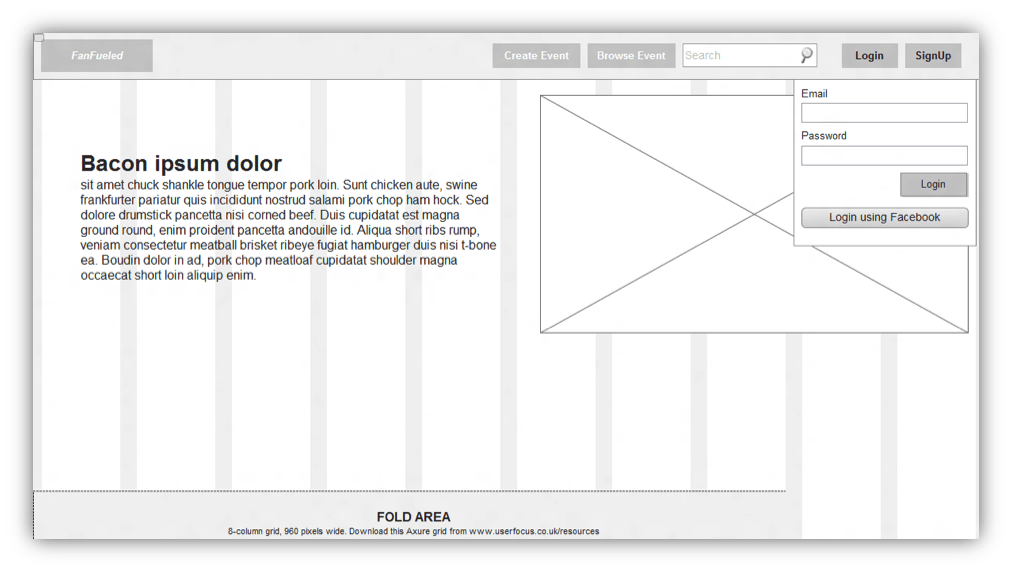 FanFueled
Create Event
Browse Event
Search
Login
SignUp
Email
Password
Login
Login using Facebook
Bacon ipsum dolor
sit amet chuck shankle tongue tempor pork loin. Sunt chicken aute, swine
frankfurter pariatur quis incididunt nostrud salami pork chop ham hock. Sed
dolore drumstick pancetta nisi corned beef. Duis cupidatat est magna
ground round, enim proident pancetta andouille id. Aliqua short ribs rump,
veniam consectetur meatball brisket ribeye fugiat hamburger duis nisi t-bone
ea. Boudin dolor in ad, pork chop meatloaf cupidatat shoulder magna
occaecat short loin aliquip enim.
FOLD AREA
8-column grid, 960 pixels wide. Download this Axure grid from www.userfocus.co.uk/resources